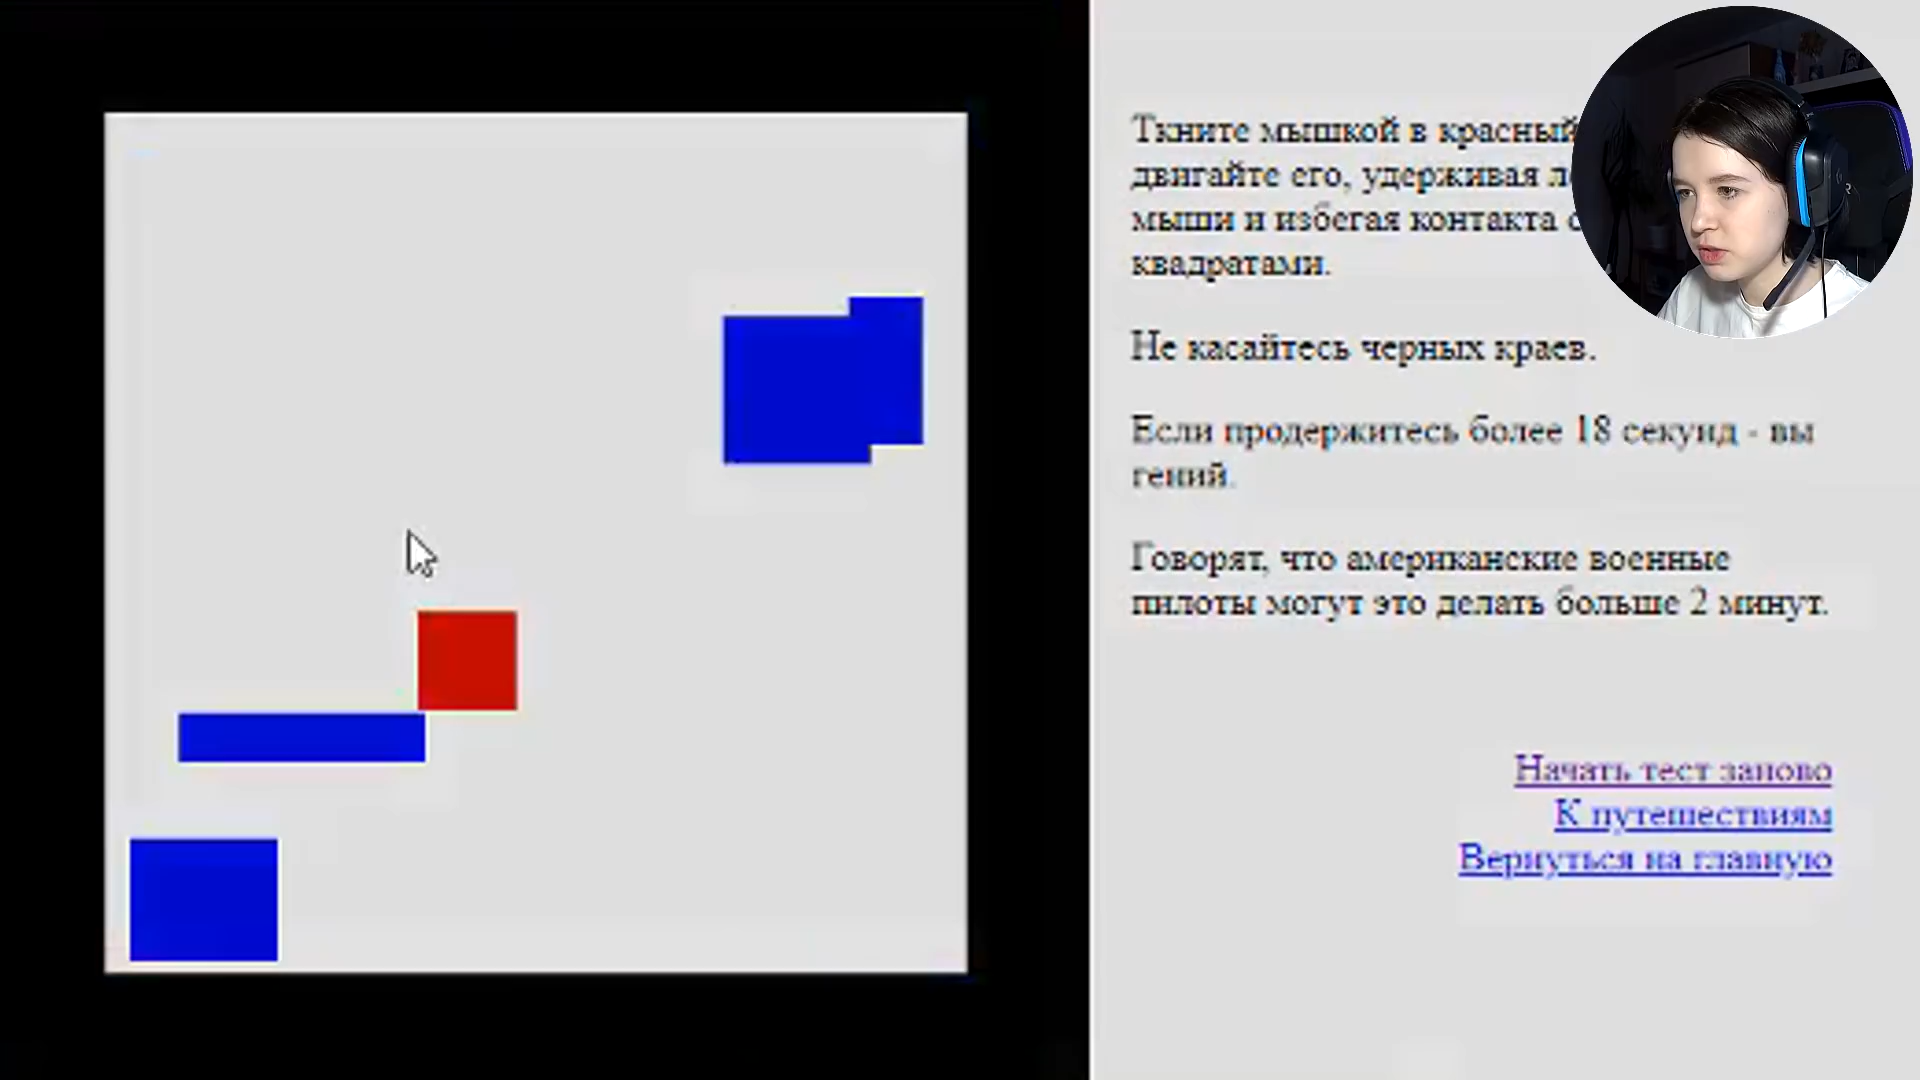 Ткните мышкой в красный
двигайте его, удерживая
мыши и избегая контакта
квадратами.
Не касайтесь черных краев.
Если продержитесь более 18 секунд - вы
гений.
Говорят, что американские военные
пилоты могут это делать больше 2 минут.
Начать тест заново
К путешествиям
Вернуться на главную